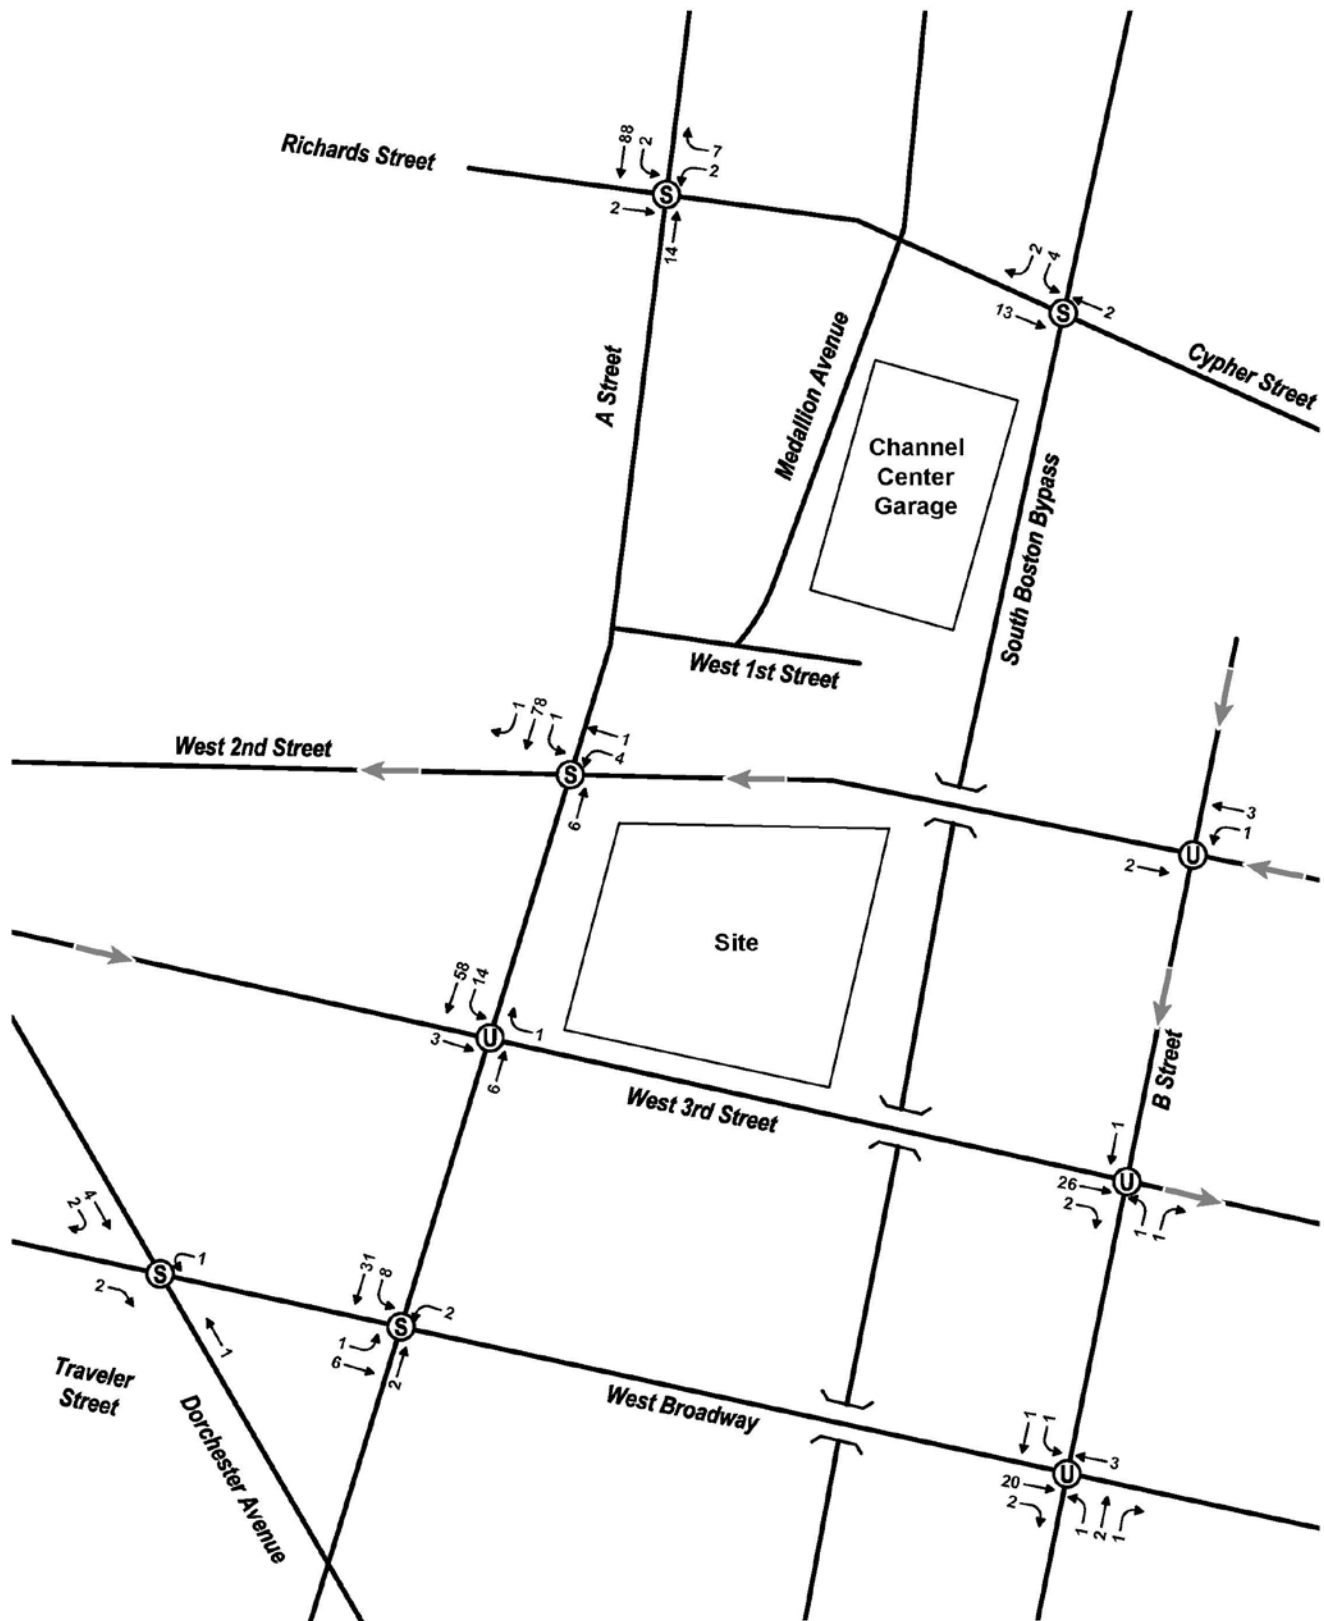 88
2
7
2
Richards Street
S
2
14
2
4
2
13
S
Cypher Street
A Street
Medallion Avenue
Channel
Center
Garage
South Boston Bypass
West 1st Street
1
78
1
1
4
West 2nd Street
S
6
3
1
2
U
Site
58
14
1
3
U
6
West 3rd Street
B Street
1
26
U
2
1
1
2
4
1
S
2
1
31
8
2
1
S
6
2
Traveler
Street
Dorchester Avenue
West Broadway
1
1
3
20
U
2
1
2
1